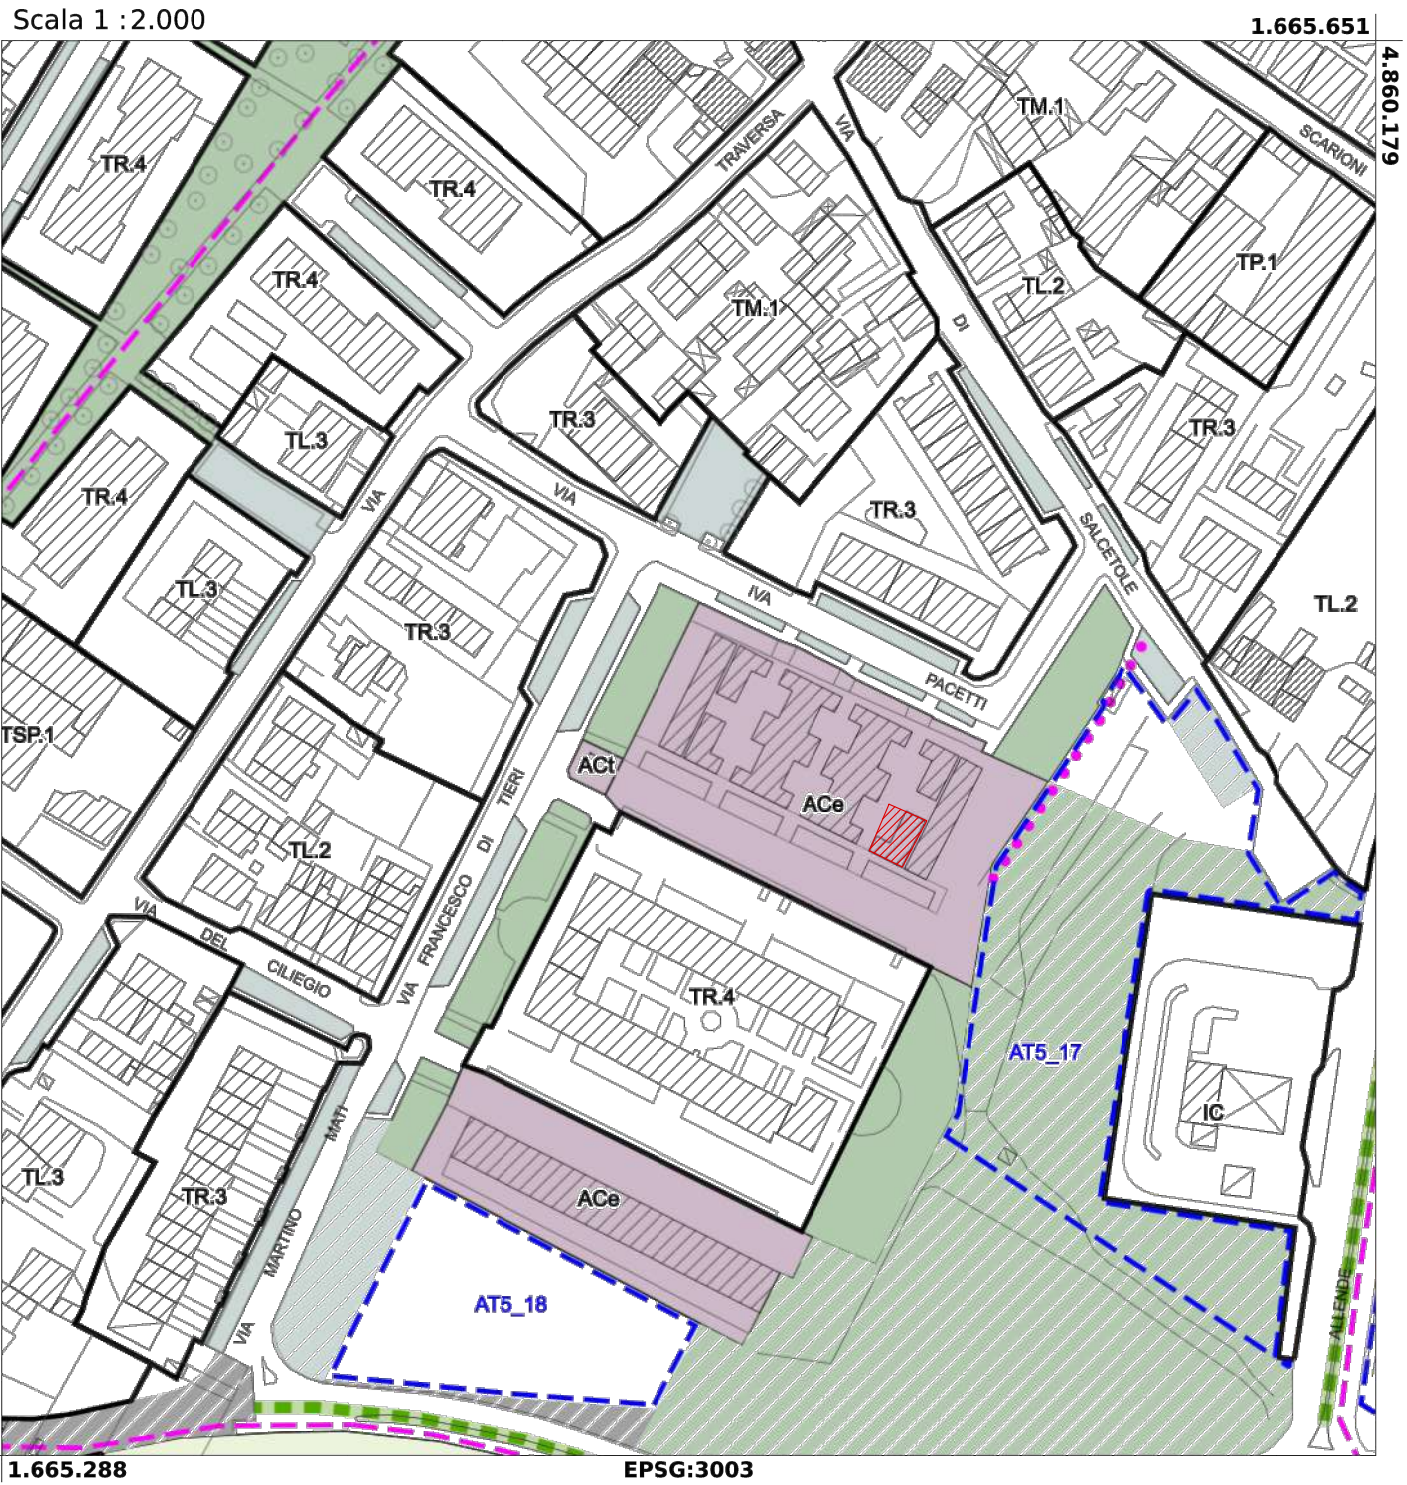 Scala 1 : 2.000
1.665.651
4.860.179
TM.1
SCARIONI
TRAVERSA
VIA
TR.4
TR.4
TP.1
TR.4
TL.2
TM.1
DI
TR.3
TR.3
TL.3
TR.4
VIA
VIA
TR.3
SALCETOLE
TL.3
IVA
TL.2
TR.3
PACETTI
TSP.1
ACt
TIERI
ACe
DI
TL.2
FRANCESCO
VIA
DEL
CILIEGIO
VIA
TR.4
AT5_17
IC
MATI
TL.3
TR.3
ACe
MARTINO
AT5_18
ALLENDE
VIA
1.665.288
EPSG:3003